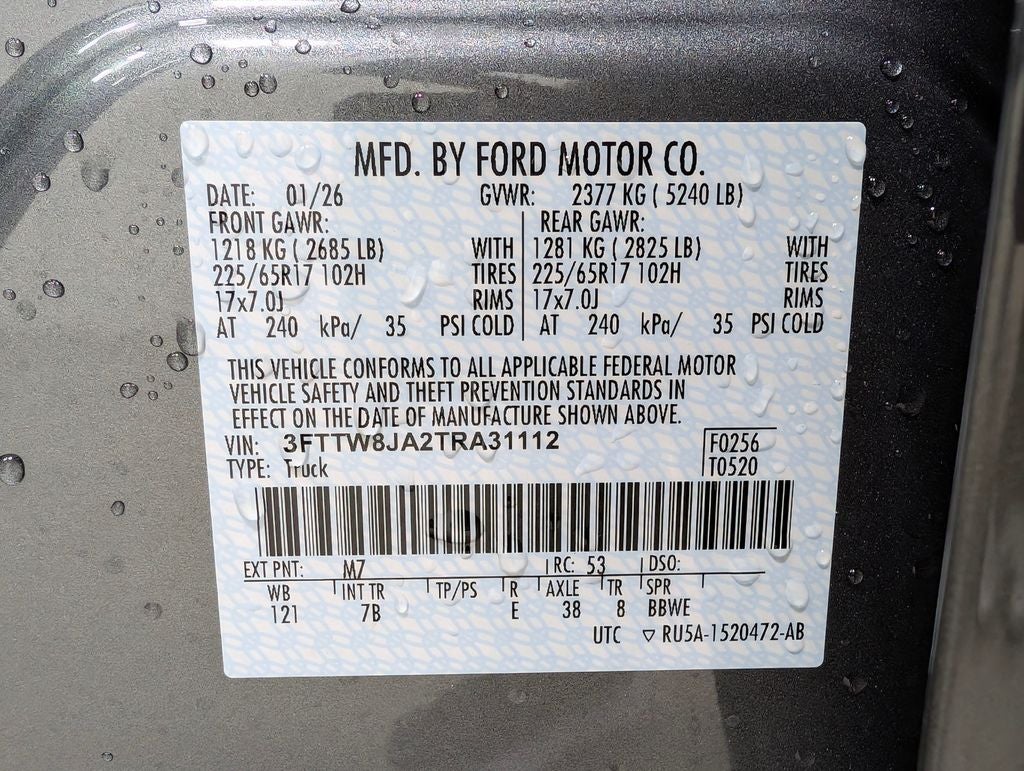 MFD. BY FORD MOTOR CO.
DATE: 01/26 GVWR: 2377 KG ( 5240 LB)
FRONT GAWR: REAR GAWR:
1218 KG ( 2685 LB) WITH 1281 KG ( 2825 LB) WITH
225/65R17 102H TIRES 225/65R17 102H TIRES
17x7.0J RIMS 17x7.0J RIMS
AT 240 kPa/ 35 PSI COLD AT 240 kPa/ 35 PSI COLD
THIS VEHICLE CONFORMS TO ALL APPLICABLE FEDERAL MOTOR
VEHICLE SAFETY AND THEFT PREVENTION STANDARDS IN
EFFECT ON THE DATE OF MANUFACTURE SHOWN ABOVE.
VIN: 3FTTW8JA2TRA31112 F0256
TYPE: Truck T0520
EXT PNT: M7 RC: 53 DSO:
WB INT TR TP/PS R AXLE TR SPR
121 7B E 38 8 BBWE
UTC ▽ RU5A-1520472-AB